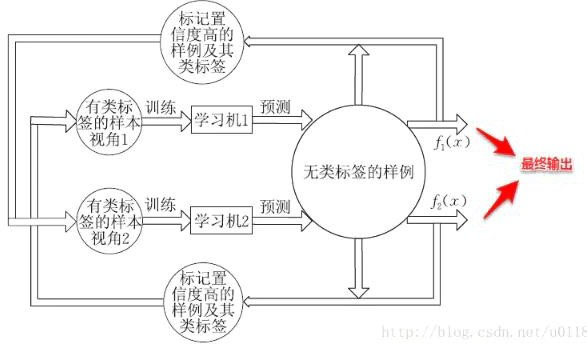 标记置
信度高的
样例及其
类标签
有类标
签的样本
视角1
训练
学习机1
预测
f₁(x)
无类标签的样例
最终输出
有类标
签的样本
视角2
训练
学习机2
预测
f₂(x)
标记置
信度高的
样例及其
类标签
http://blog.csdn.net/u0118